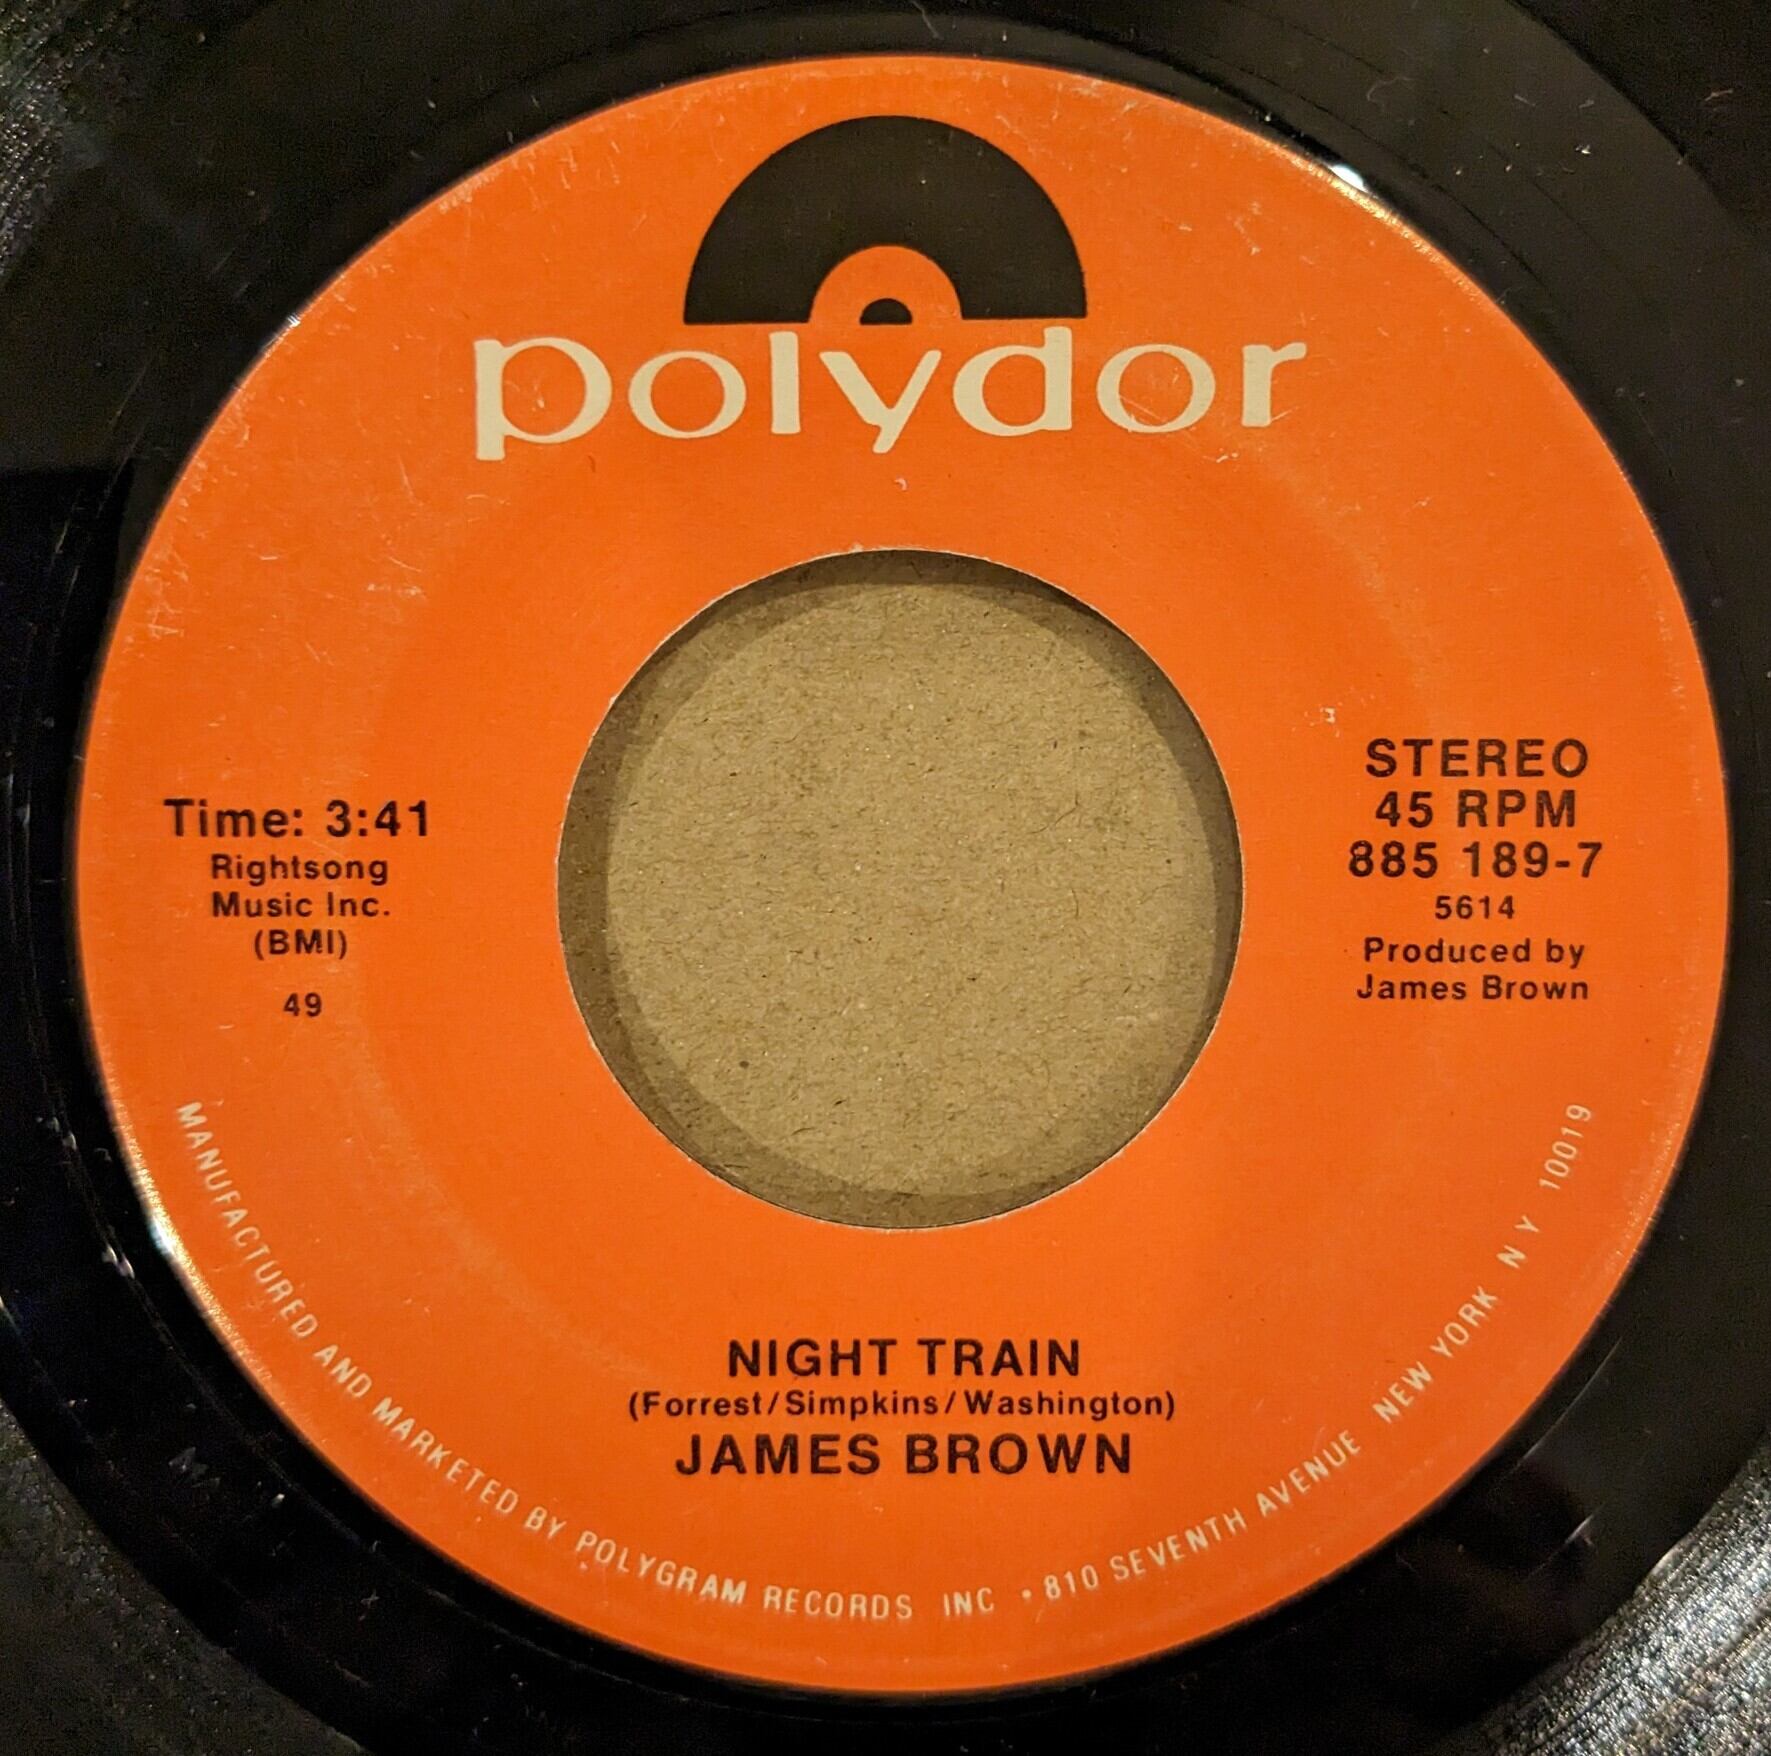 polydor
Time: 3:41
Rightsong
Music Inc.
(BMI)
49
STEREO
45 RPM
885 189-7
5614
Produced by
James Brown
NIGHT TRAIN
(Forrest/Simpkins/Washington)
JAMES BROWN
MANUFACTURED AND MARKETED BY POLYGRAM RECORDS INC • 810 SEVENTH AVENUE NEW YORK N Y 10019